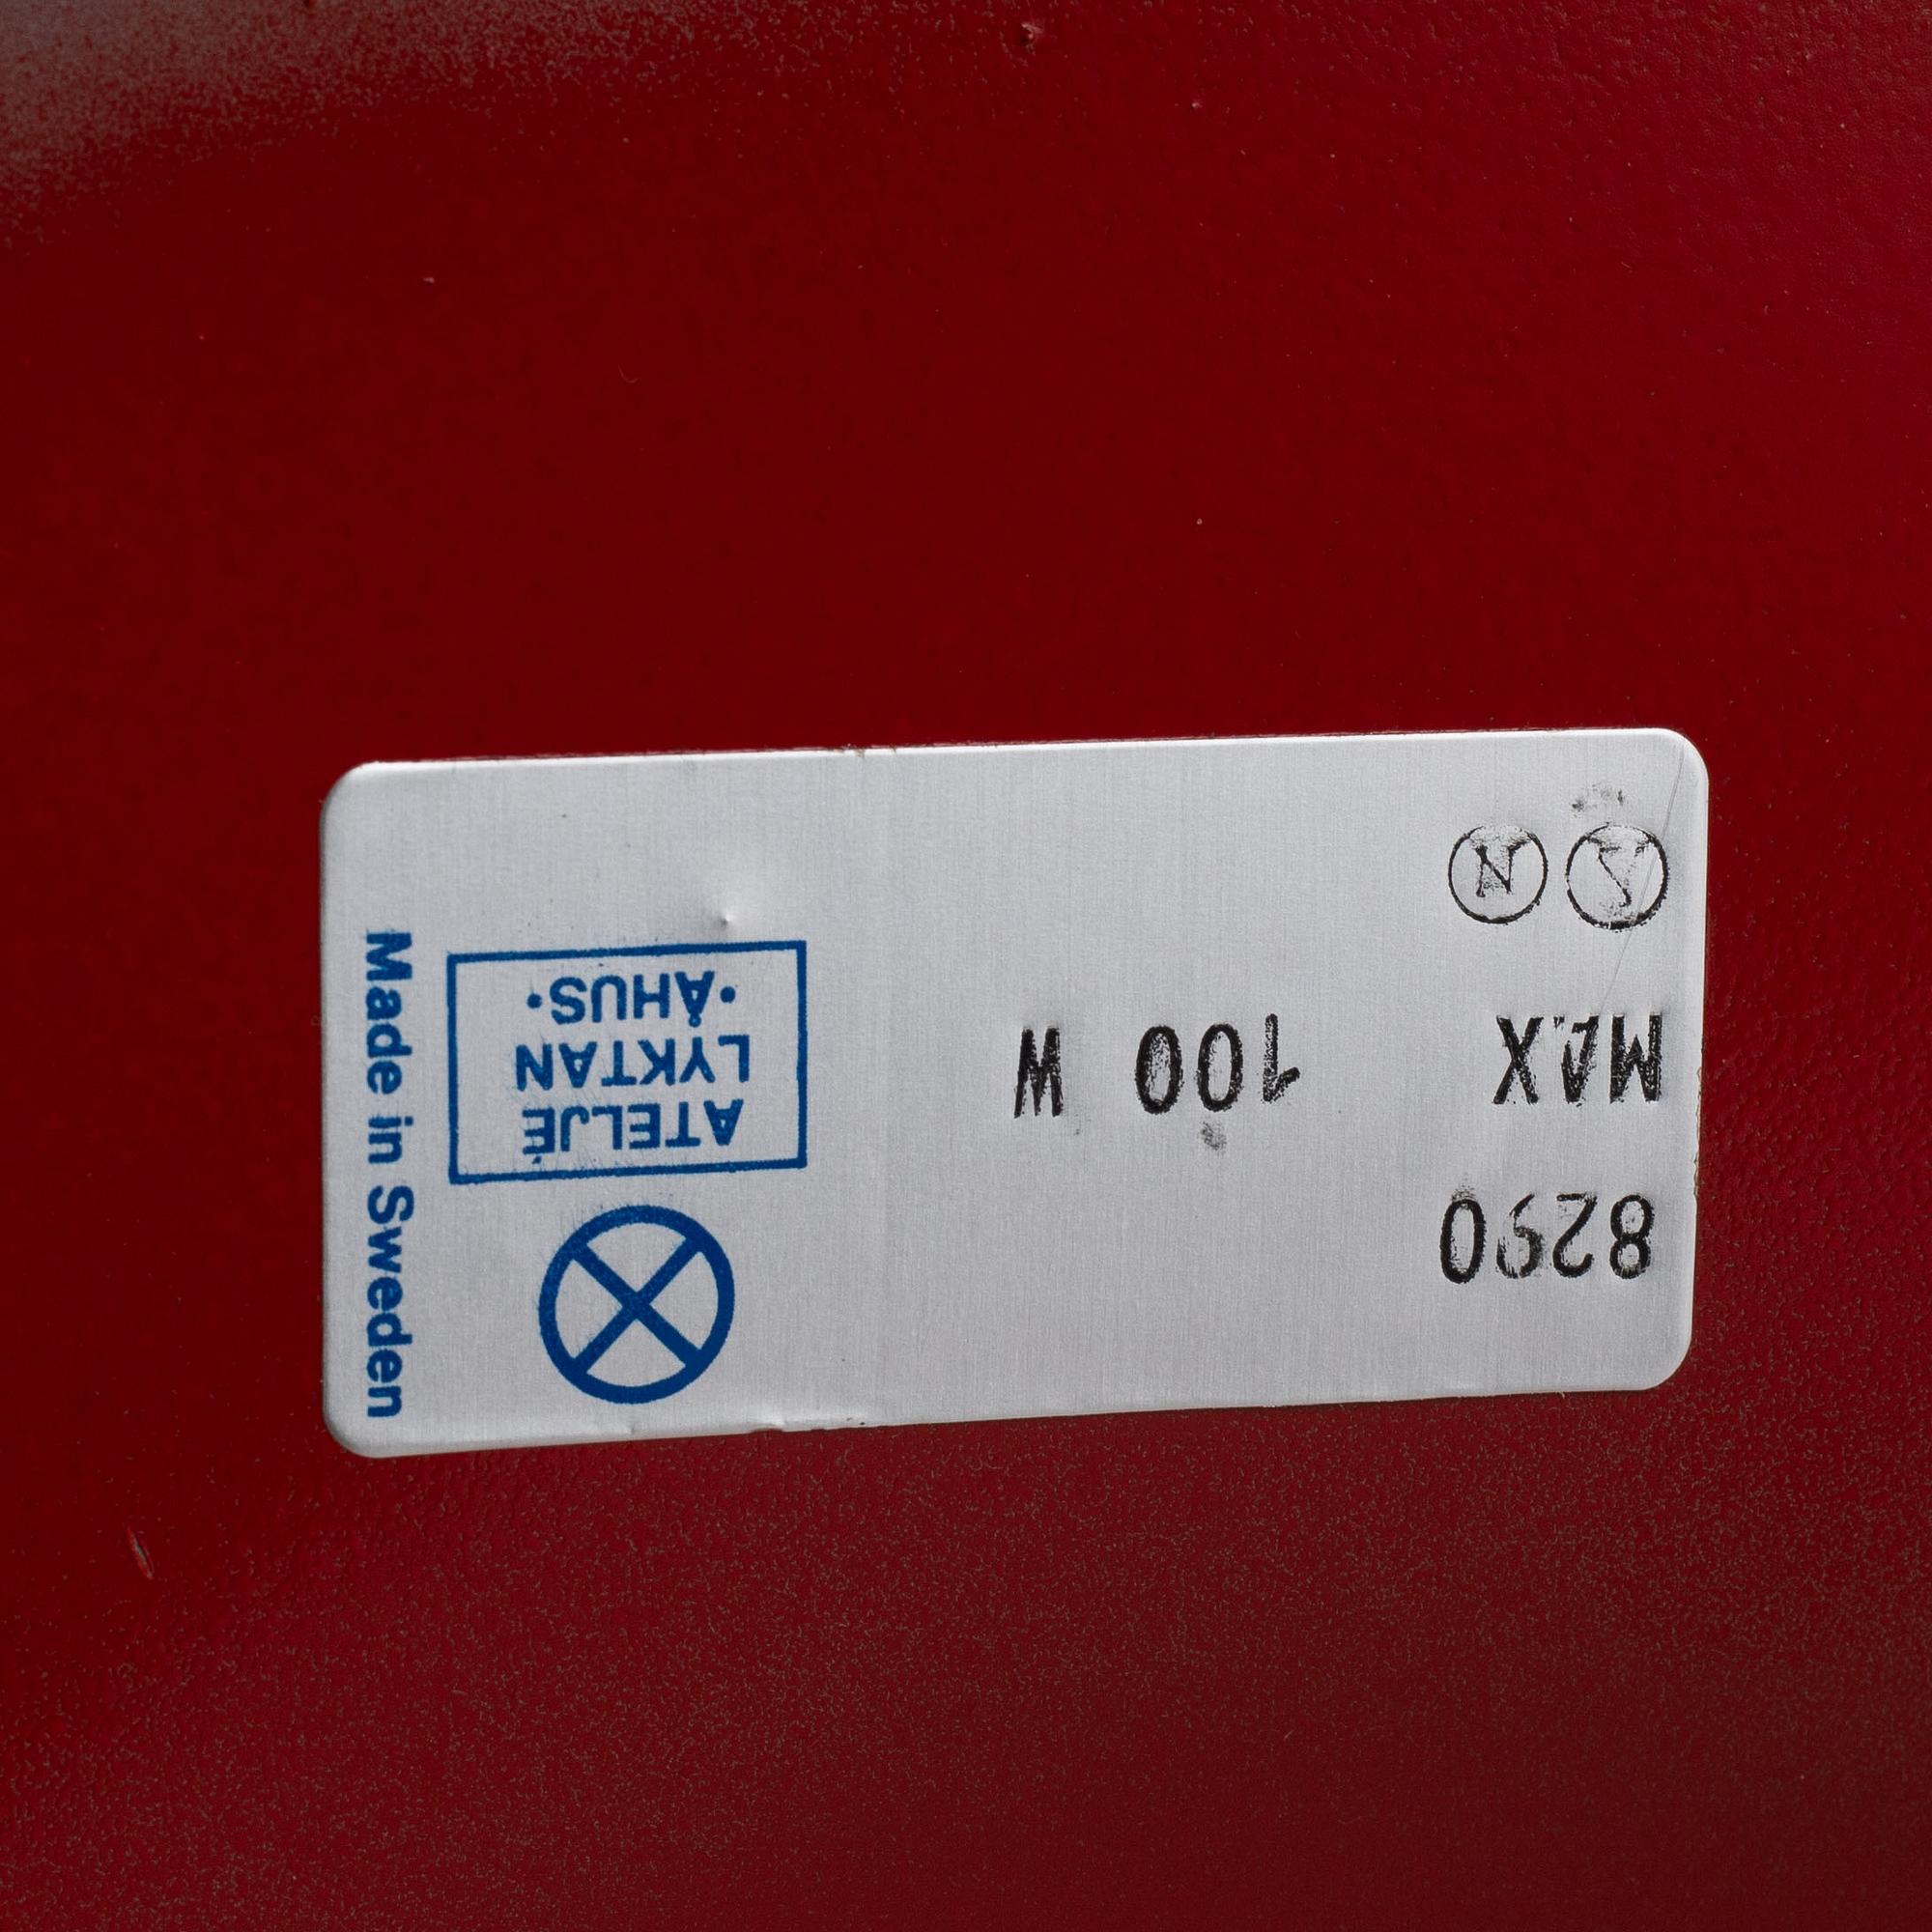 8290
MAX 100 W
S N
ATELJÉ
LYKTAN
·ÅHUS·
Made in Sweden